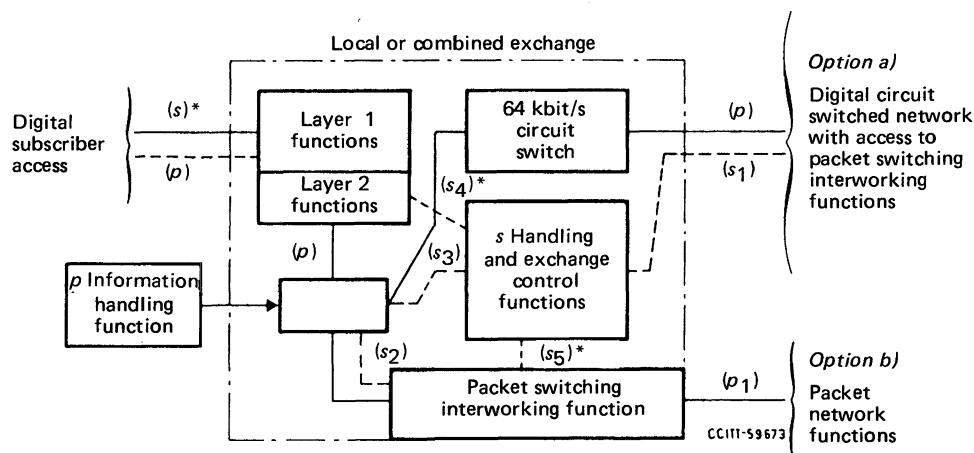 Local or combined exchange
Digital
subscriber
access
(s)*
(p)
Layer 1
functions
Layer 2
functions
64 kbit/s
circuit
switch
(p)
(s1)
Option a)
Digital circuit
switched network
with access to
packet switching
interworking
functions
(s4)*
(p)
(s3)
s Handling
and exchange
control
functions
p Information
handling
function
(s2)
(s5)*
Packet switching
interworking function
(p1)
Option b)
Packet
network
functions
CCITT-59673